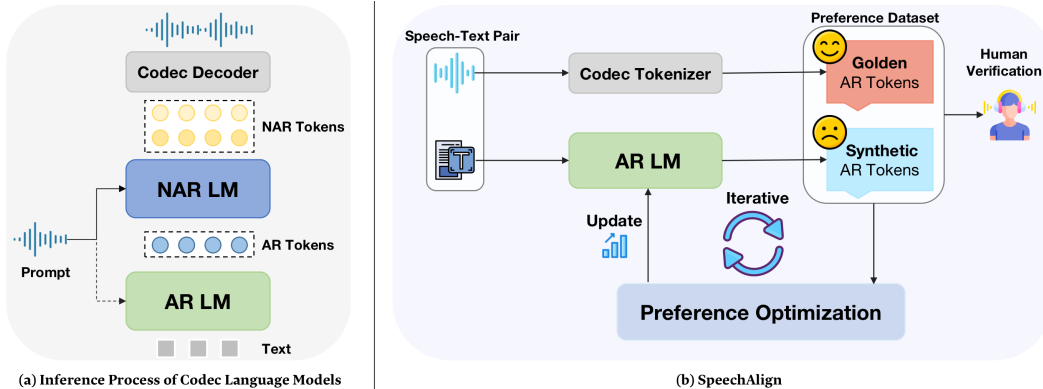 Codec Decoder
NAR Tokens
NAR LM
AR Tokens
Prompt
AR LM
Text
(a) Inference Process of Codec Language Models
Speech-Text Pair
Codec Tokenizer
T
AR LM
Preference Dataset
Golden
AR Tokens
Synthetic
AR Tokens
Human
Verification
Update
Iterative
Preference Optimization
(b) SpeechAlign